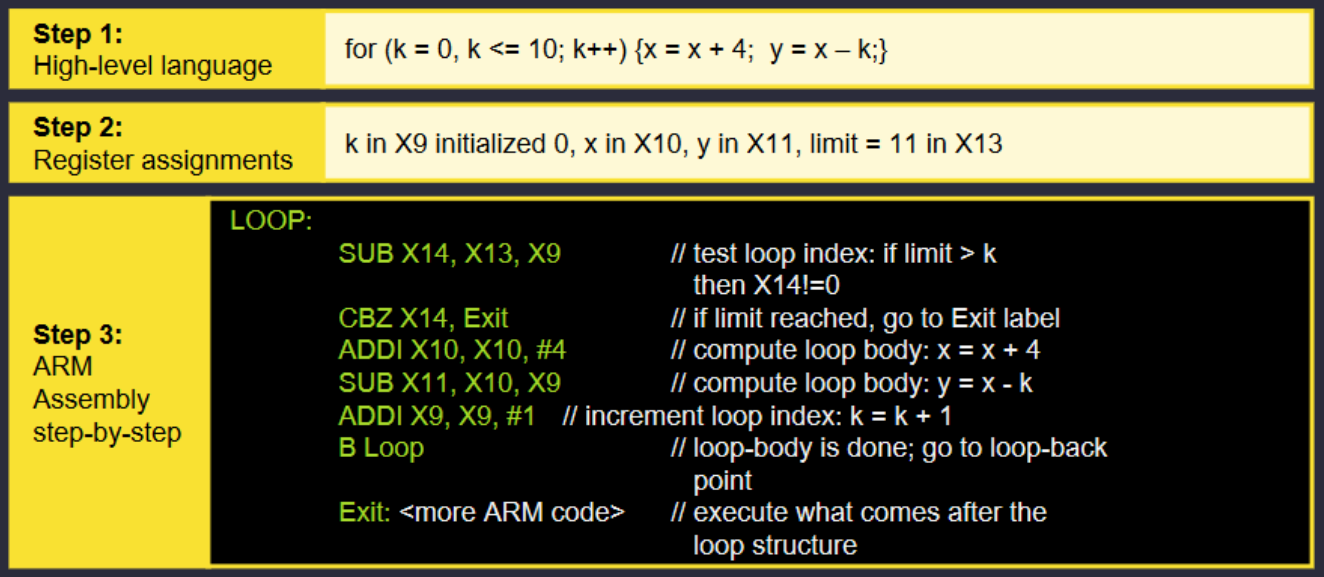 Step 1:
High-level language
for (k = 0, k <= 10; k++) {x = x + 4;  y = x – k;}
Step 2:
Register assignments
k in X9 initialized 0, x in X10, y in X11, limit = 11 in X13
Step 3:
ARM
Assembly
step-by-step
LOOP:
SUB X14, X13, X9 // test loop index: if limit > k
then X14!=0
CBZ X14, Exit // if limit reached, go to Exit label
ADDI X10, X10, #4 // compute loop body: x = x + 4
SUB X11, X10, X9 // compute loop body: y = x - k
ADDI X9, X9, #1 // increment loop index: k = k + 1
B Loop // loop-body is done; go to loop-back
point
Exit: <more ARM code> // execute what comes after the
loop structure